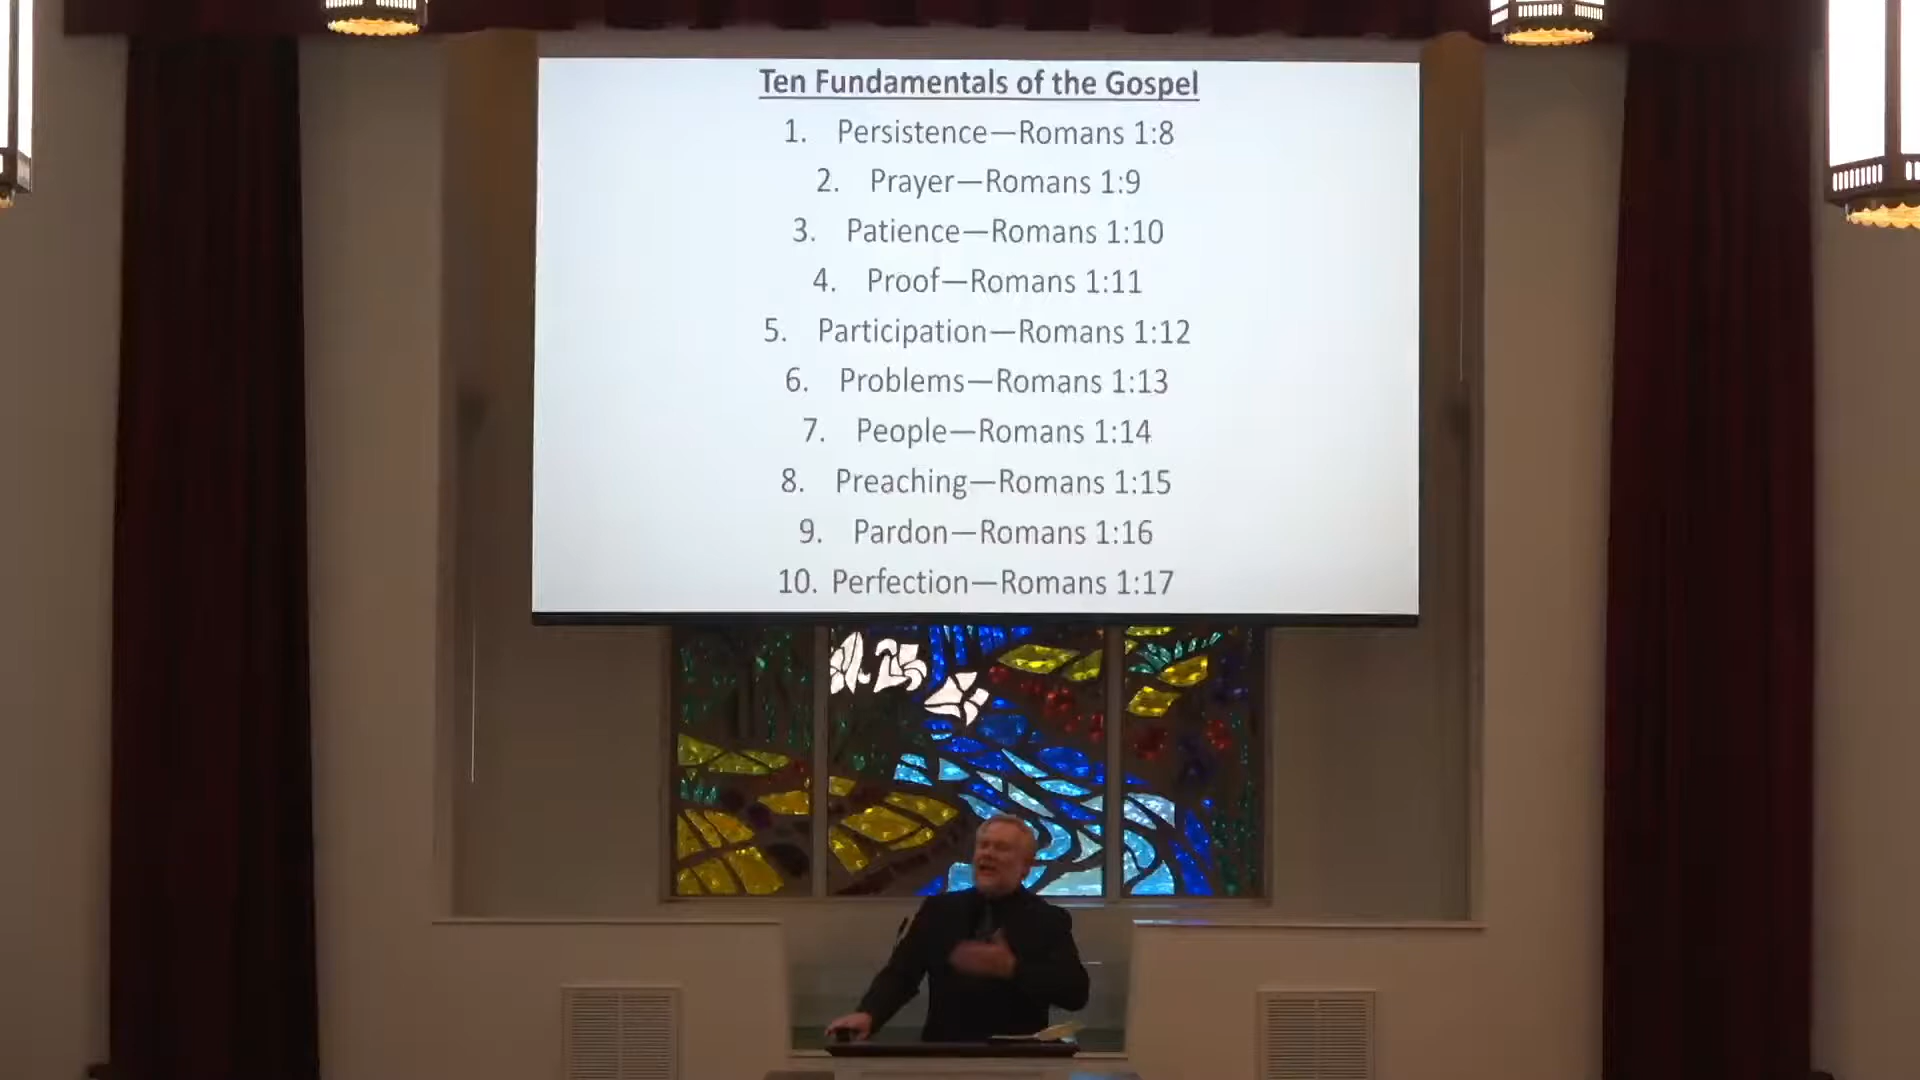 Ten Fundamentals of the Gospel
1. Persistence—Romans 1:8
2. Prayer—Romans 1:9
3. Patience—Romans 1:10
4. Proof—Romans 1:11
5. Participation—Romans 1:12
6. Problems—Romans 1:13
7. People—Romans 1:14
8. Preaching—Romans 1:15
9. Pardon—Romans 1:16
10. Perfection—Romans 1:17